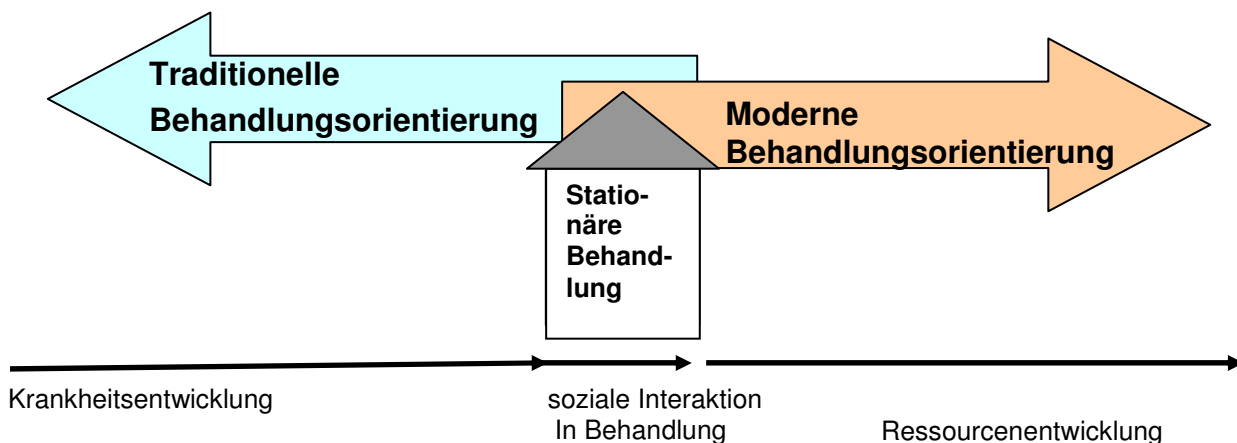 Traditionelle
Behandlungsorientierung
Moderne
Behandlungsorientierung
Statio-
näre
Behand-
lung
Krankheitsentwicklung
soziale Interaktion
In Behandlung
Ressourcenentwicklung